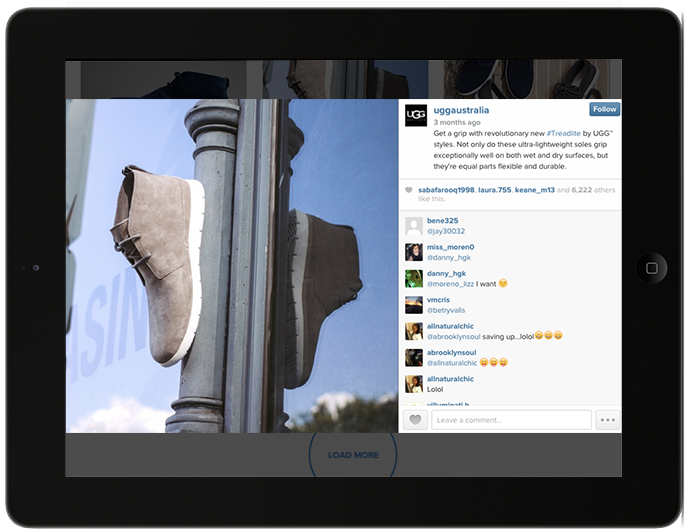 ASIN
UGG
uggaustralia
Follow
3 months ago
Get a grip with revolutionary new #Treadlite by UGG™
styles. Not only do these ultra-lightweight soles grip
exceptionally well on both wet and dry surfaces, but
they're equal parts flexible and durable.
sabafarooq1998, laura.755, keane_m13 and 6,222 others
like this.
bene325
@jay30032
miss_moren0
@danny_hgk
danny_hgk
@moreno_lizz I want 😚
vmcris
@betryvalls
allnaturalchic
@abrooklynsoul saving up...lolol😄😄😄
abrooklynsoul
@allnaturalchic 😝😝😝
allnaturalchic
Lolol
Leave a comment...
LOAD MORE